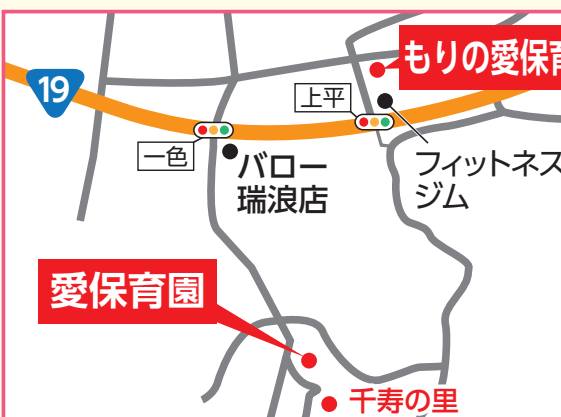 もりの愛保育
19
上平
一色
バロー
瑞浪店
フィットネス
ジム
愛保育園
千寿の里